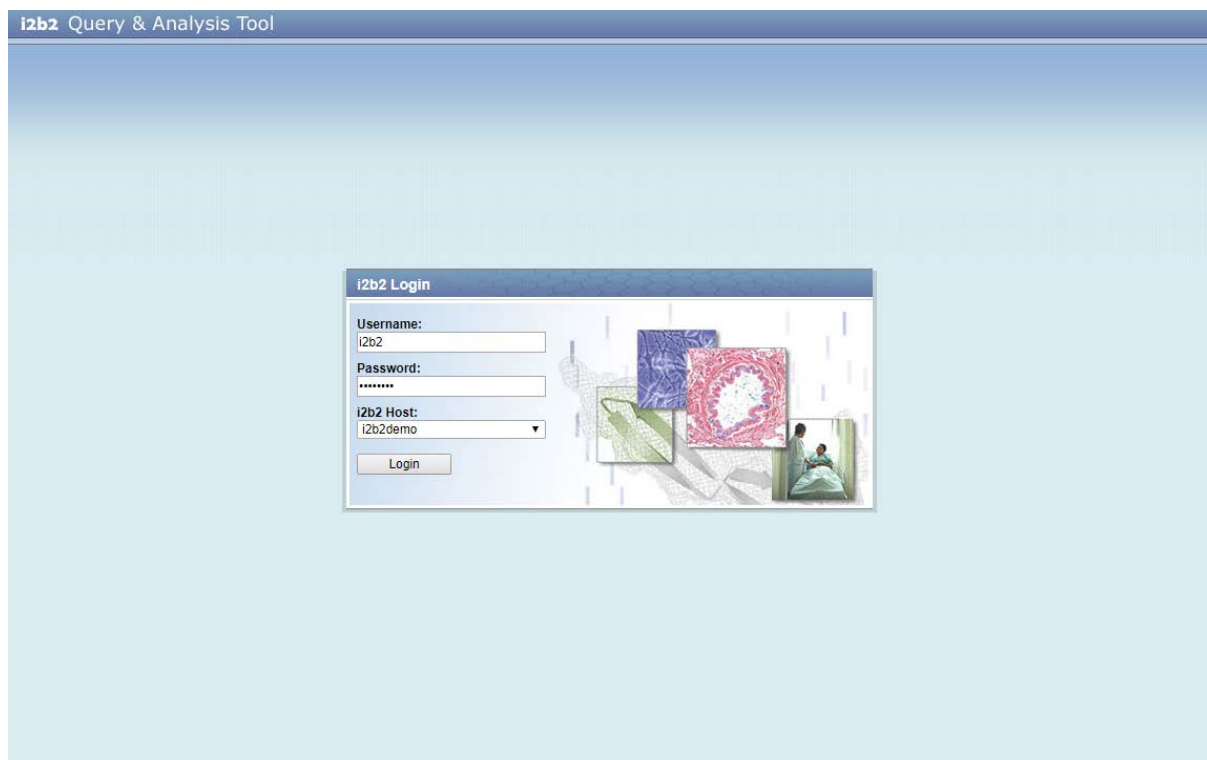 i2b2 Query & Analysis Tool
i2b2 Login
Username:
i2b2
Password:
••••••••
i2b2 Host:
i2b2demo
Login